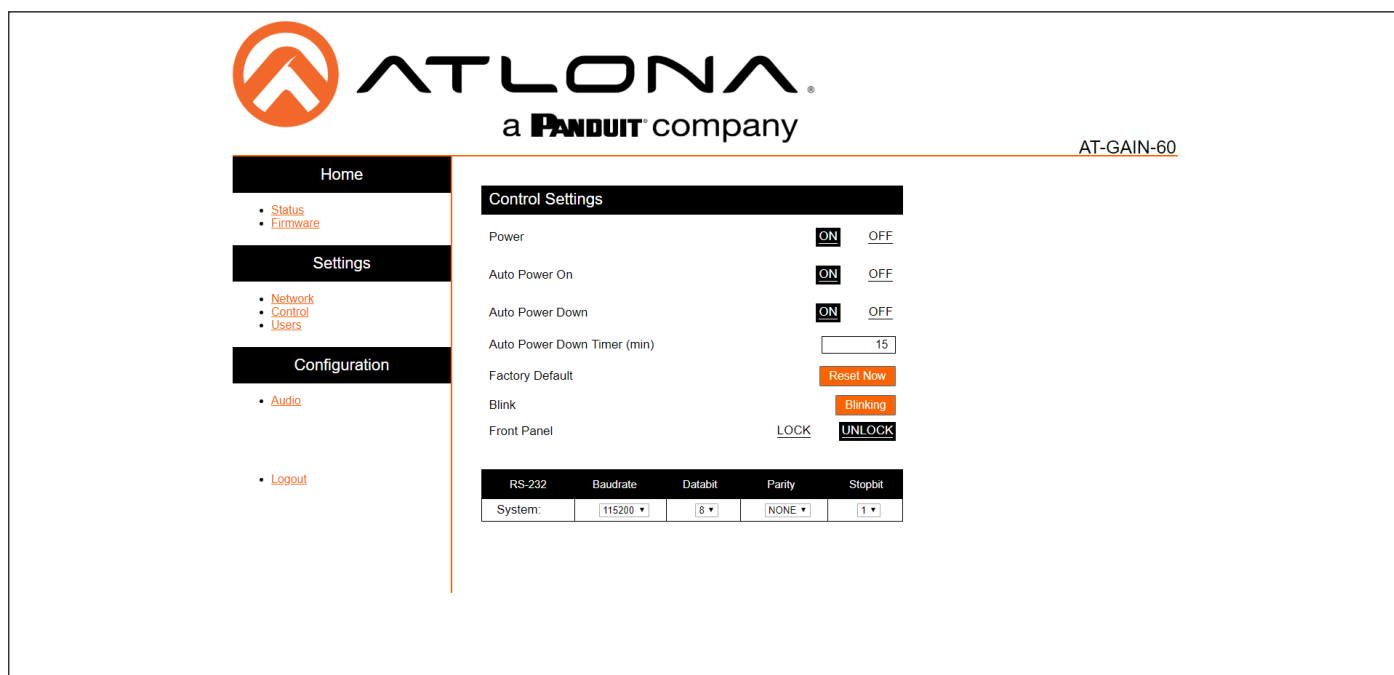 ATLONA®
a PANDUIT® company
AT-GAIN-60
Home
Status
Firmware
Settings
Network
Control
Users
Configuration
Audio
Logout
Control Settings
Power ON OFF
Auto Power On ON OFF
Auto Power Down ON OFF
Auto Power Down Timer (min) 15
Factory Default Reset Now
Blink Blinking
Front Panel LOCK UNLOCK
RS-232 Baudrate Databit Parity Stopbit
System: 115200 8 NONE 1